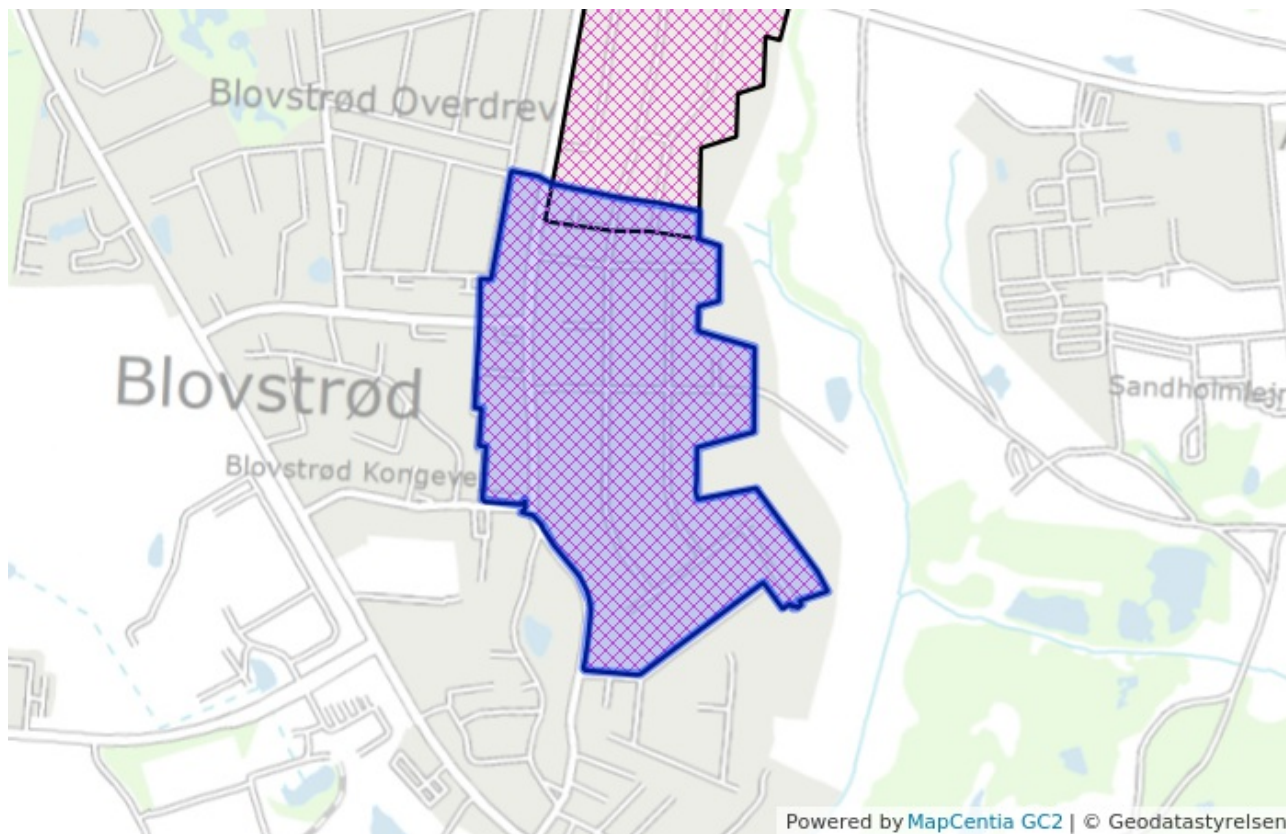 Blovstrød Overdrev
Blovstrød
Sandholmlejr
Blovstrød Kongeve
Powered by MapCentia GC2 | © Geodatastyrelsen